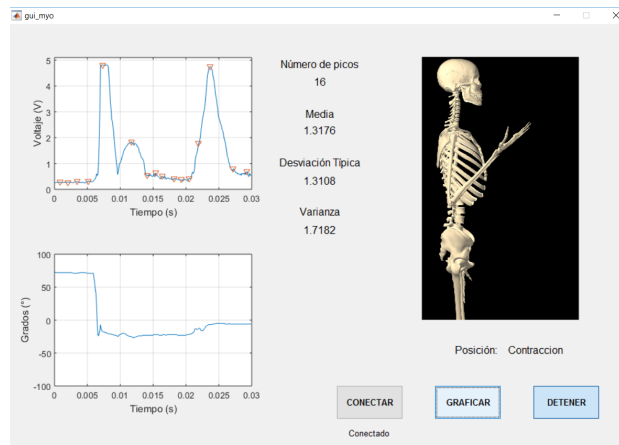 gui_myo
5
4
3
2
1
0
Voltaje (V)
0 0.005 0.01 0.015 0.02 0.025 0.03
Tiempo (s)
Número de picos
16
Media
1.3176
Desviación Típica
1.3108
Varianza
1.7182
100
50
0
-50
-100
Grados (°)
0 0.005 0.01 0.015 0.02 0.025 0.03
Tiempo (s)
Posición: Contraccion
CONECTAR GRAFICAR DETENER
Conectado